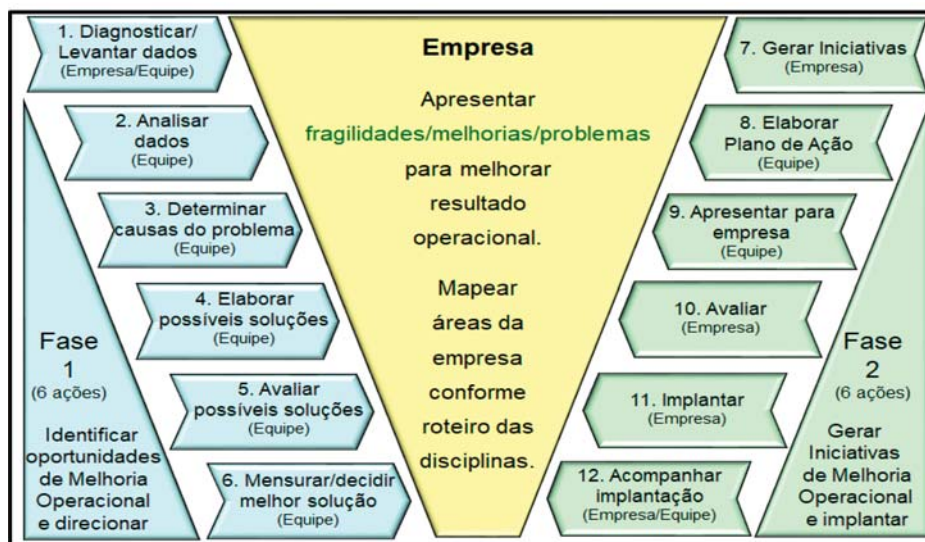 1. Diagnosticar/
Levantar dados
(Empresa/Equipe)
2. Analisar
dados
(Equipe)
3. Determinar
causas do problema
(Equipe)
4. Elaborar
possíveis soluções
(Equipe)
5. Avaliar
possíveis soluções
(Equipe)
6. Mensurar/decidir
melhor solução
(Equipe)
Fase
1
(6 ações)
Identificar
oportunidades
de Melhoria
Operacional
e direcionar
Empresa
Apresentar
fragilidades/melhorias/problemas
para melhorar
resultado
operacional.
Mapear
áreas da
empresa
conforme
roteiro das
disciplinas.
7. Gerar Iniciativas
(Empresa)
8. Elaborar
Plano de Ação
(Equipe)
9. Apresentar para
empresa
(Equipe)
10. Avaliar
(Empresa)
11. Implantar
(Empresa)
12. Acompanhar
implantação
(Empresa/Equipe)
Fase
2
(6 ações)
Gerar
Iniciativas
de Melhoria
Operacional
e implantar